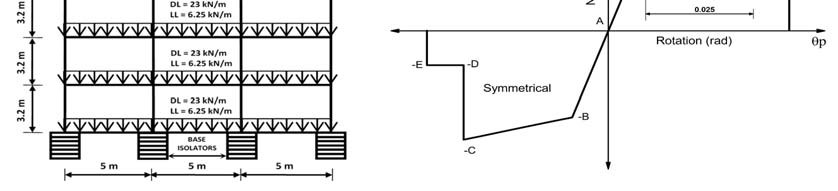 DL = 23 kN/m
LL = 6.25 kN/m
3.2 m
DL = 23 kN/m
LL = 6.25 kN/m
3.2 m
DL = 23 kN/m
LL = 6.25 kN/m
3.2 m
BASE
ISOLATORS
5 m
5 m
5 m
A
0.025
Rotation (rad)
θp
-E
-D
Symmetrical
-B
-C